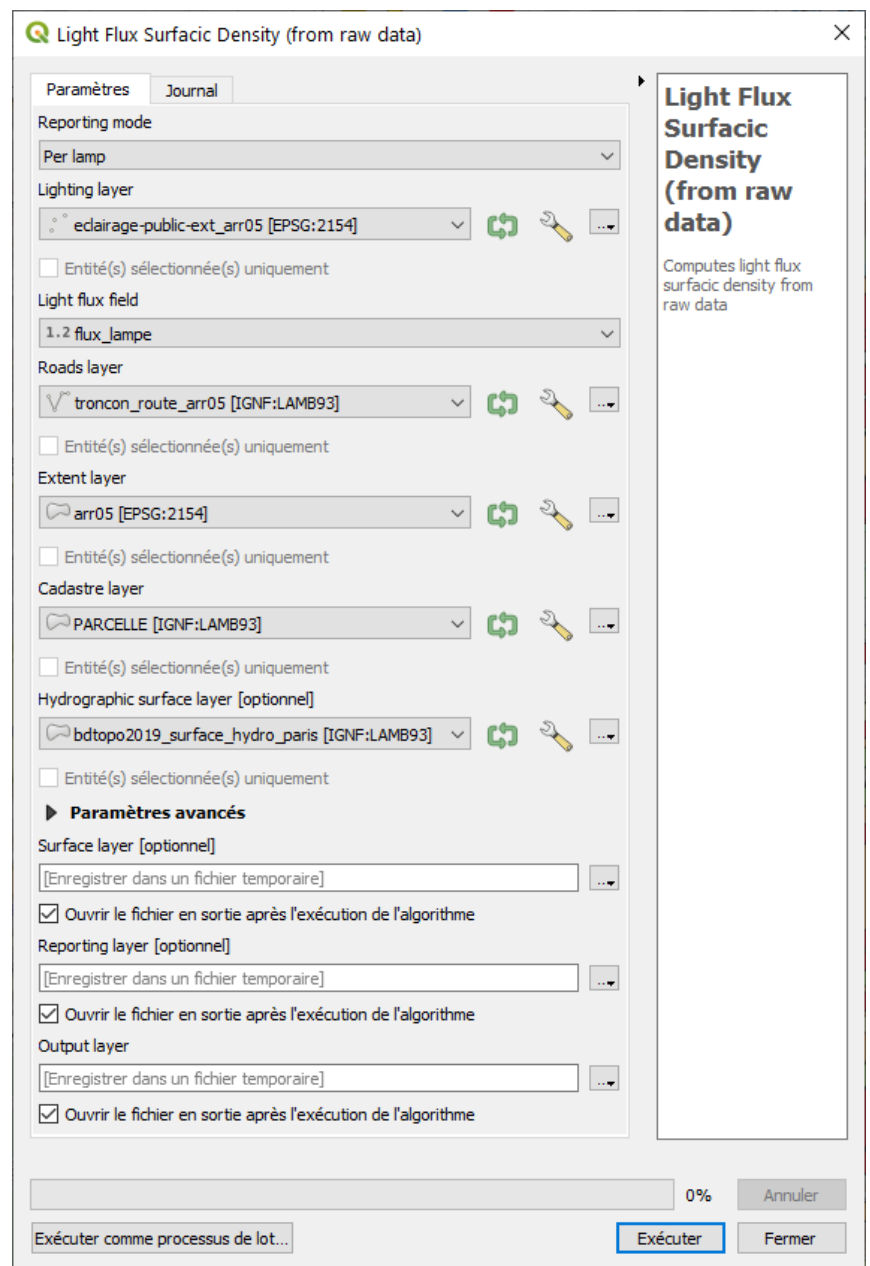 Light Flux Surfacic Density (from raw data)
Paramètres
Journal
Reporting mode
Per lamp
Lighting layer
eclairage-public-ext_arr05 [EPSG:2154]
...
Entité(s) sélectionnée(s) uniquement
Light flux field
1.2 flux_lampe
Roads layer
troncon_route_arr05 [IGNF:LAMB93]
...
Entité(s) sélectionnée(s) uniquement
Extent layer
arr05 [EPSG:2154]
...
Entité(s) sélectionnée(s) uniquement
Cadastre layer
PARCELLE [IGNF:LAMB93]
...
Entité(s) sélectionnée(s) uniquement
Hydrographic surface layer [optionnel]
bdtopo2019_surface_hydro_paris [IGNF:LAMB93]
...
Entité(s) sélectionnée(s) uniquement
Paramètres avancés
Surface layer [optionnel]
[Enregistrer dans un fichier temporaire]
...
Ouvrir le fichier en sortie après l'exécution de l'algorithme
Reporting layer [optionnel]
[Enregistrer dans un fichier temporaire]
...
Ouvrir le fichier en sortie après l'exécution de l'algorithme
Output layer
[Enregistrer dans un fichier temporaire]
...
Ouvrir le fichier en sortie après l'exécution de l'algorithme
Light Flux
Surfacic
Density
(from raw
data)
Computes light flux
surfacic density from
raw data
0%
Annuler
Exécuter comme processus de lot...
Exécuter
Fermer